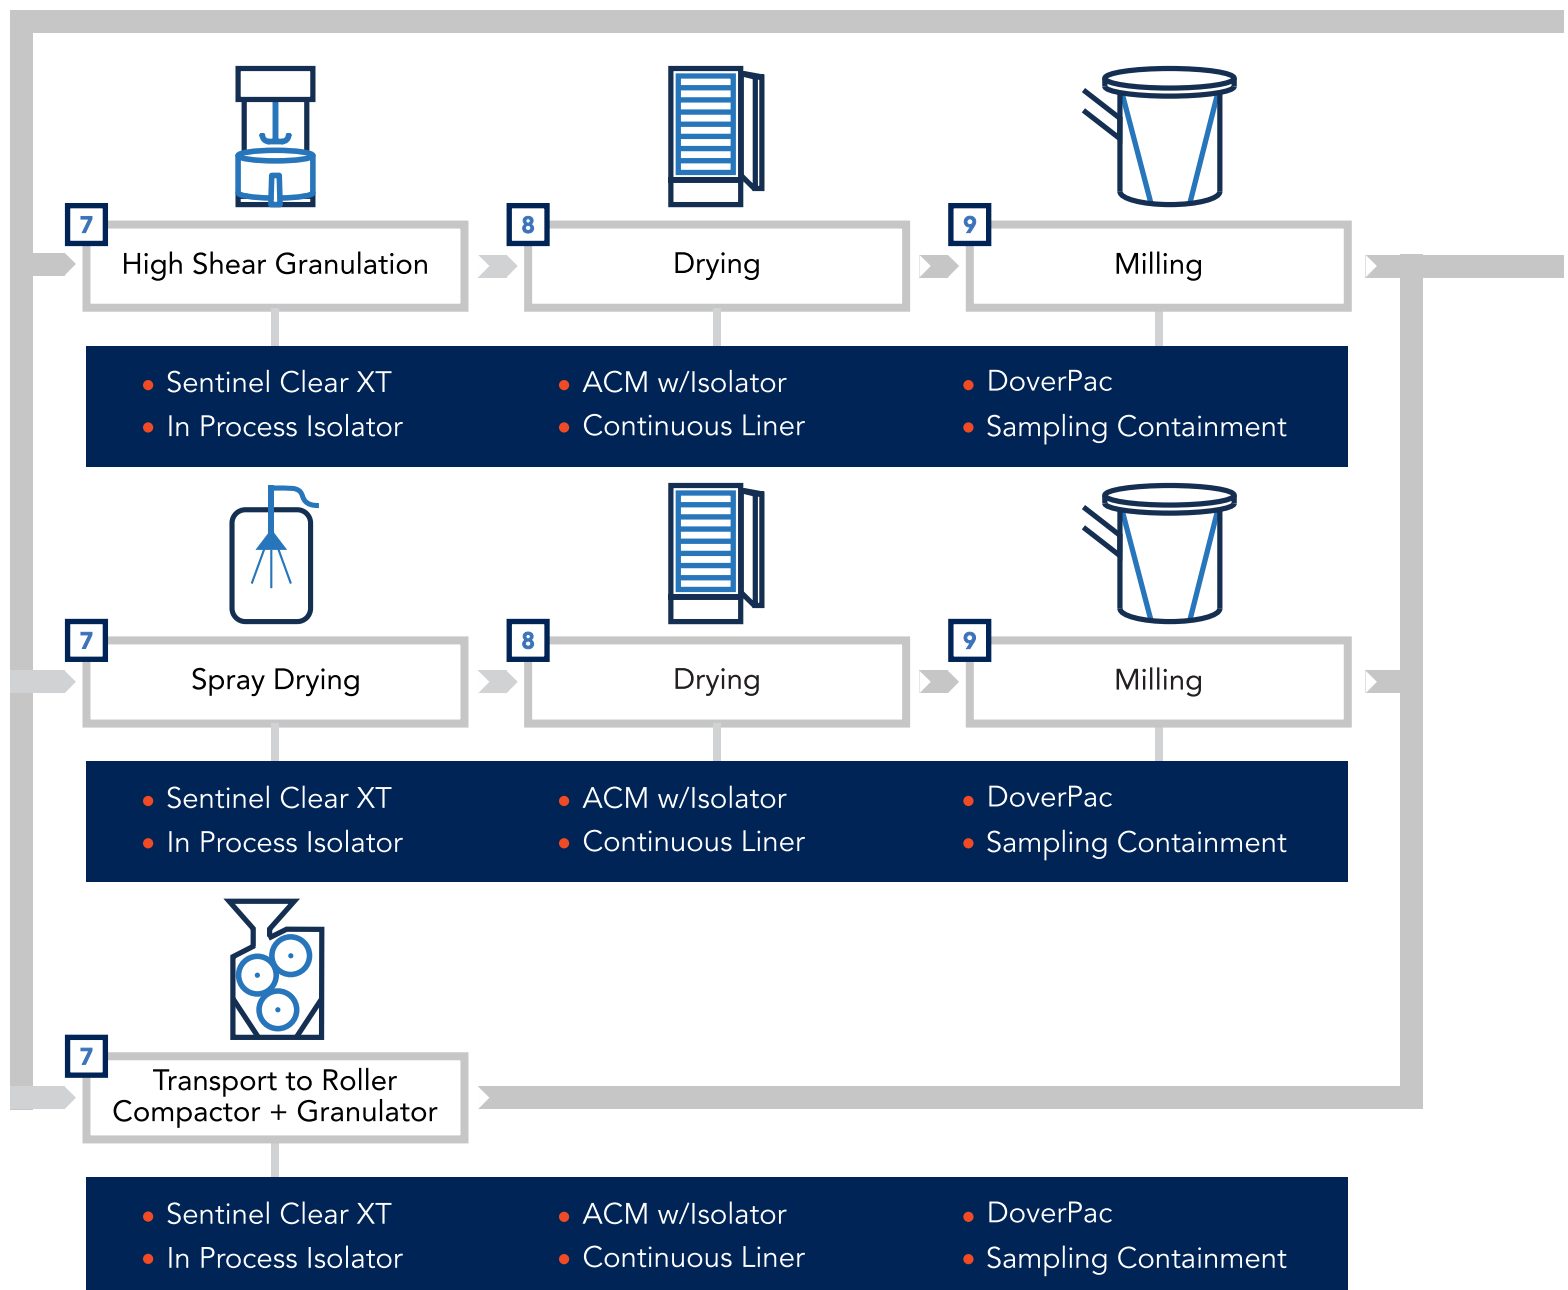 7
High Shear Granulation
8
Drying
9
Milling
Sentinel Clear XT
In Process Isolator
ACM w/Isolator
Continuous Liner
DoverPac
Sampling Containment
7
Spray Drying
8
Drying
9
Milling
Sentinel Clear XT
In Process Isolator
ACM w/Isolator
Continuous Liner
DoverPac
Sampling Containment
7
Transport to Roller
Compactor + Granulator
Sentinel Clear XT
In Process Isolator
ACM w/Isolator
Continuous Liner
DoverPac
Sampling Containment